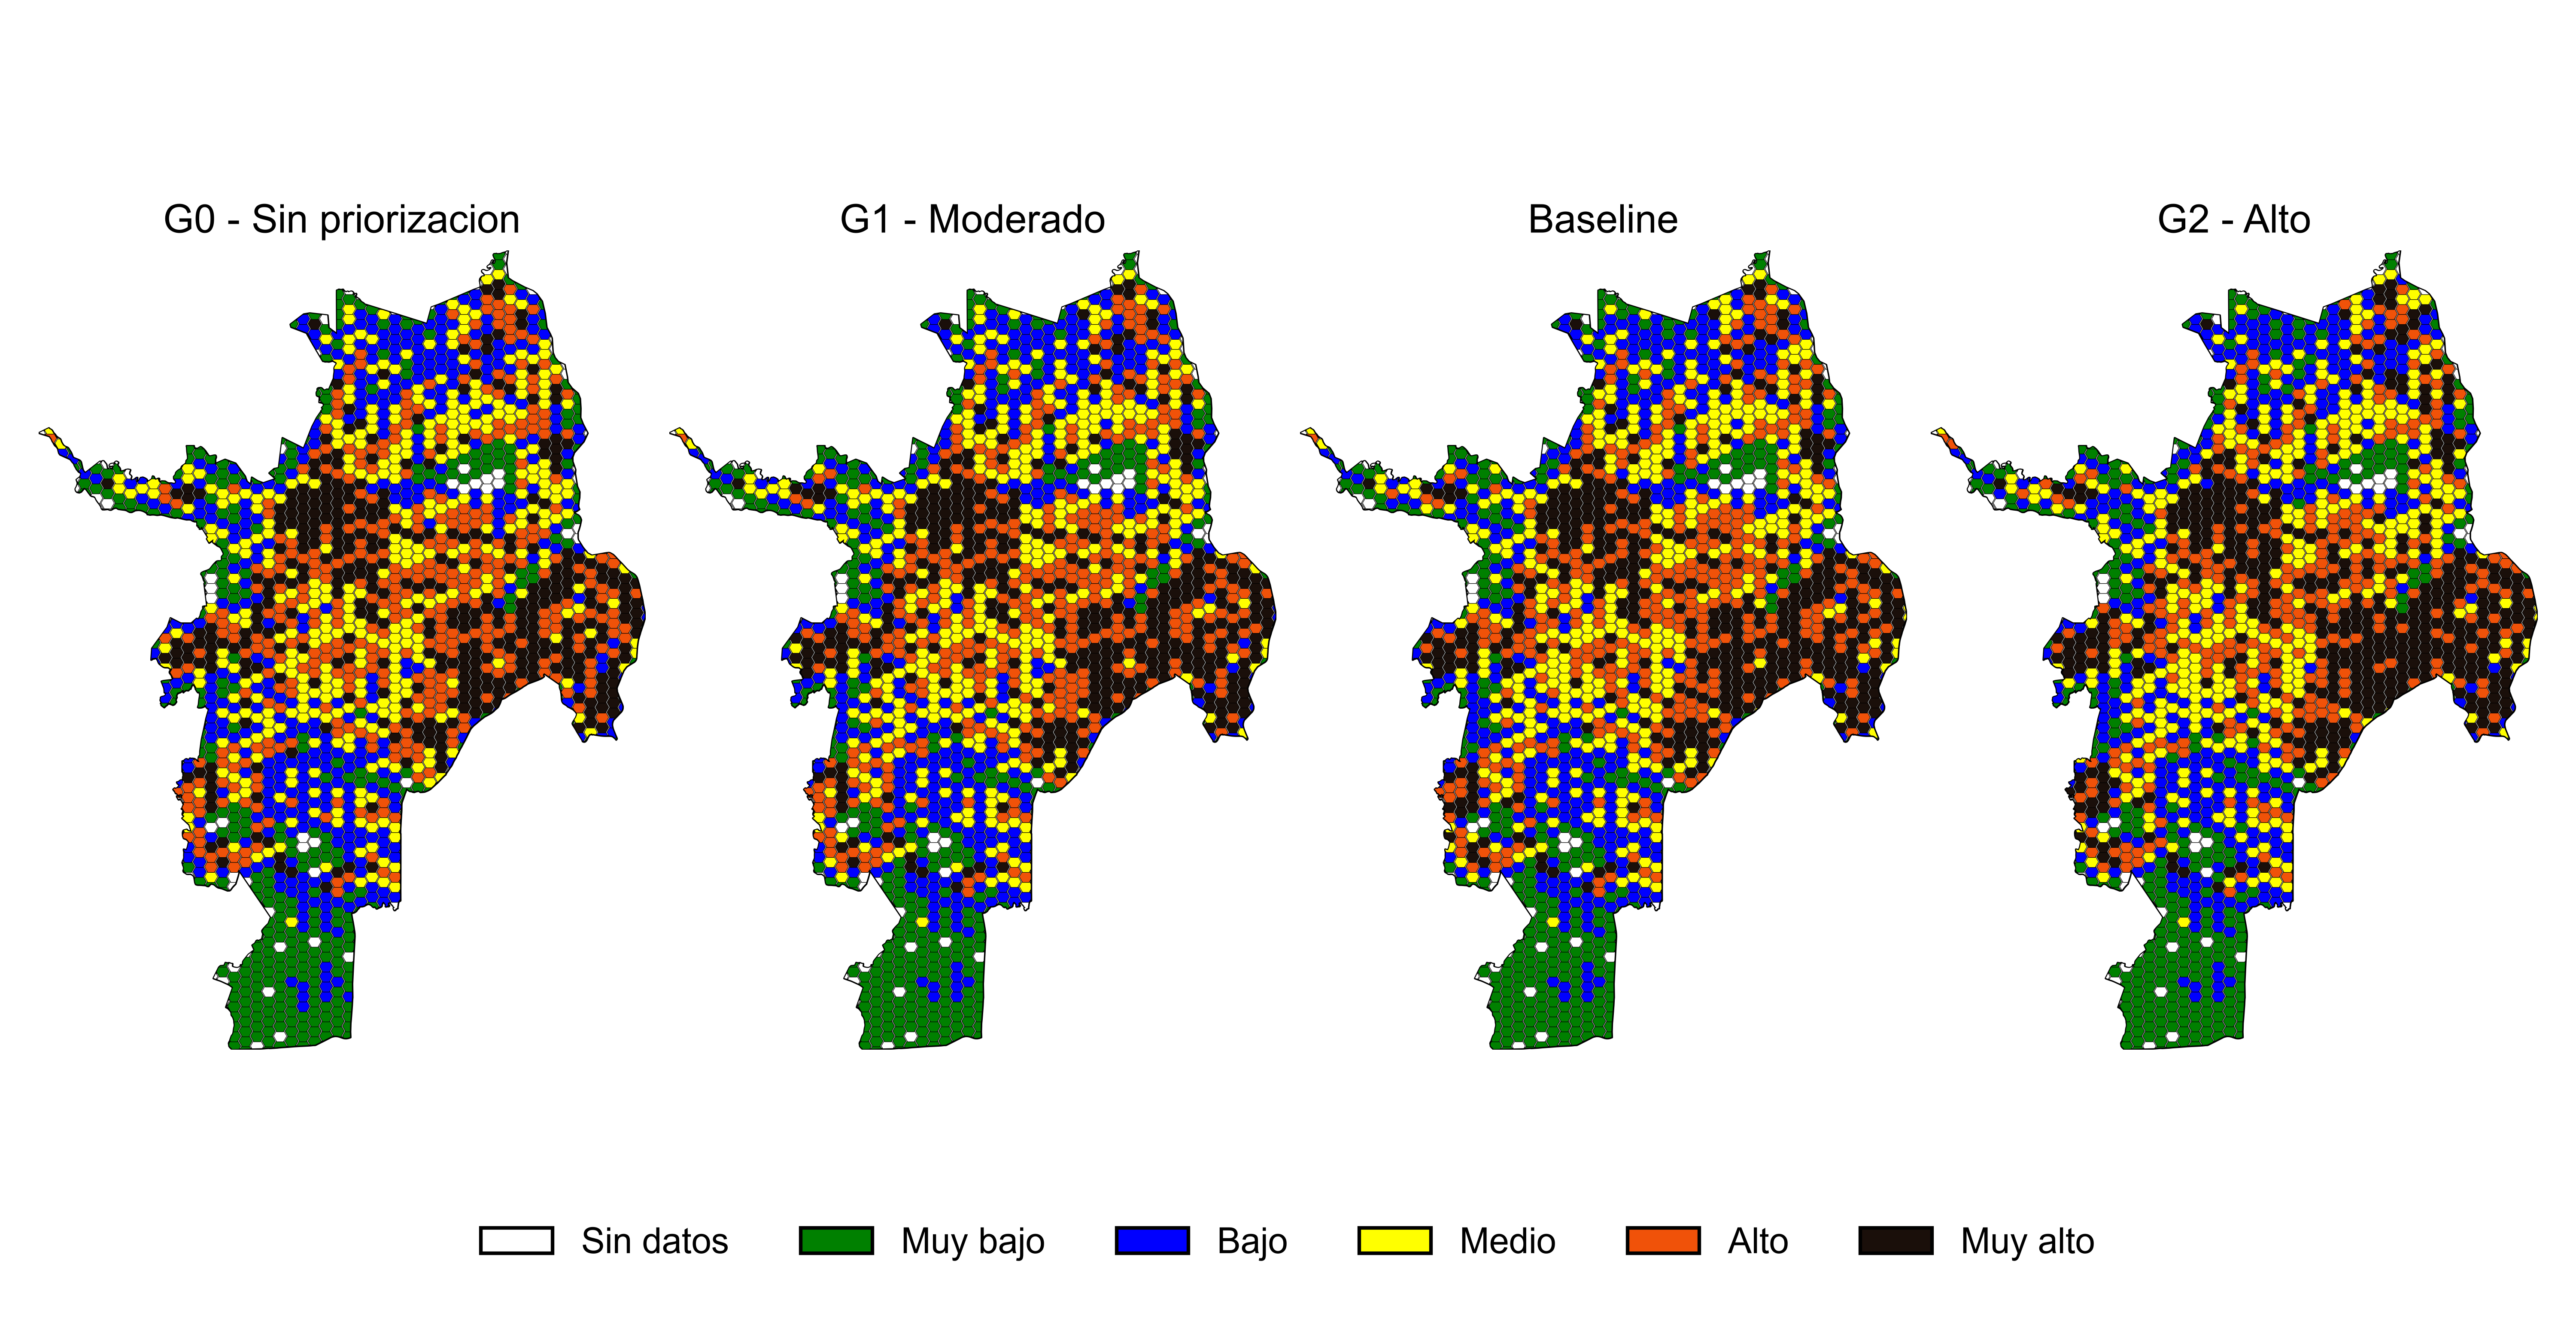 G0 - Sin priorizacion
G1 - Moderado
Baseline
G2 - Alto
Sin datos
Muy bajo
Bajo
Medio
Alto
Muy alto